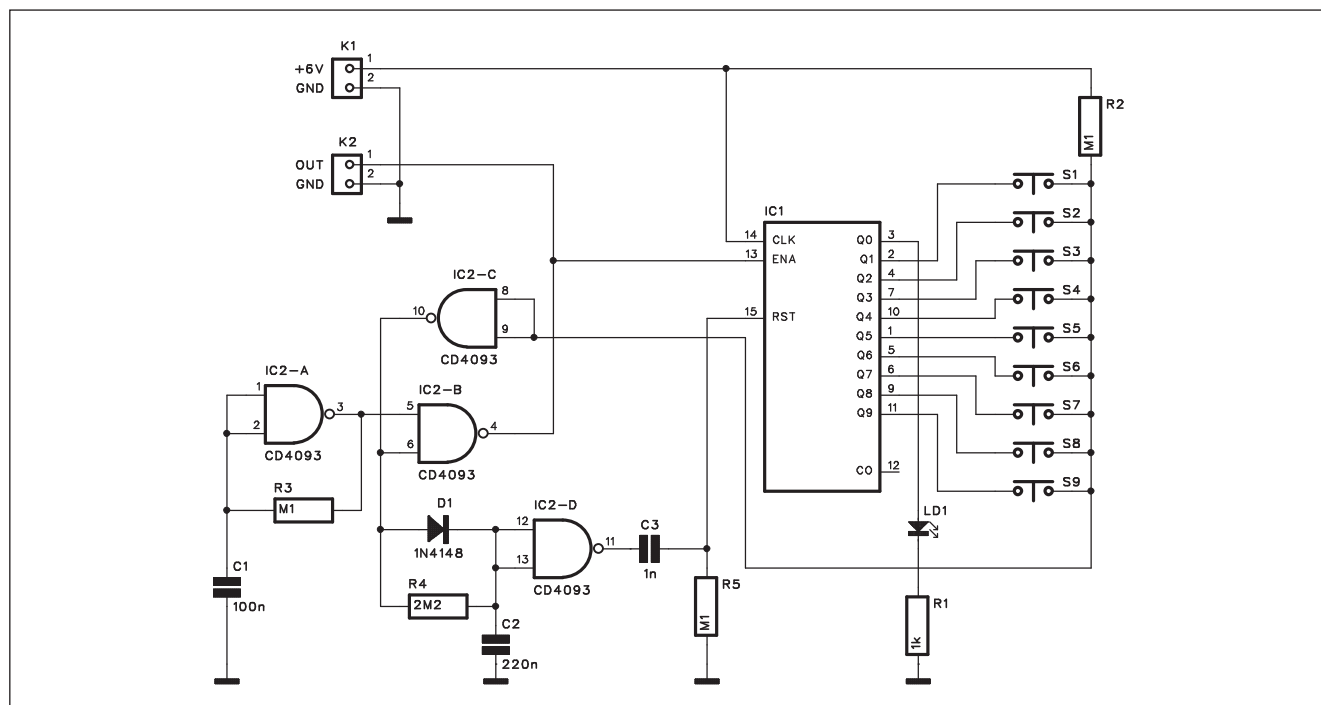 K1
+6V
1
GND
2
K2
OUT
1
GND
2
R2
M1
S1
S2
S3
S4
S5
S6
S7
S8
S9
IC1
14
CLK
13
ENA
15
RST
Q0
3
Q1
2
Q2
4
Q3
7
Q4
10
Q5
1
Q6
5
Q7
6
Q8
9
Q9
11
CO
12
IC2-C
8
9
10
CD4093
IC2-A
1
2
3
CD4093
IC2-B
5
6
4
CD4093
R3
M1
D1
1N4148
IC2-D
12
13
11
CD4093
C3
1n
C1
100n
R4
2M2
C2
220n
R5
M1
LD1
R1
1k